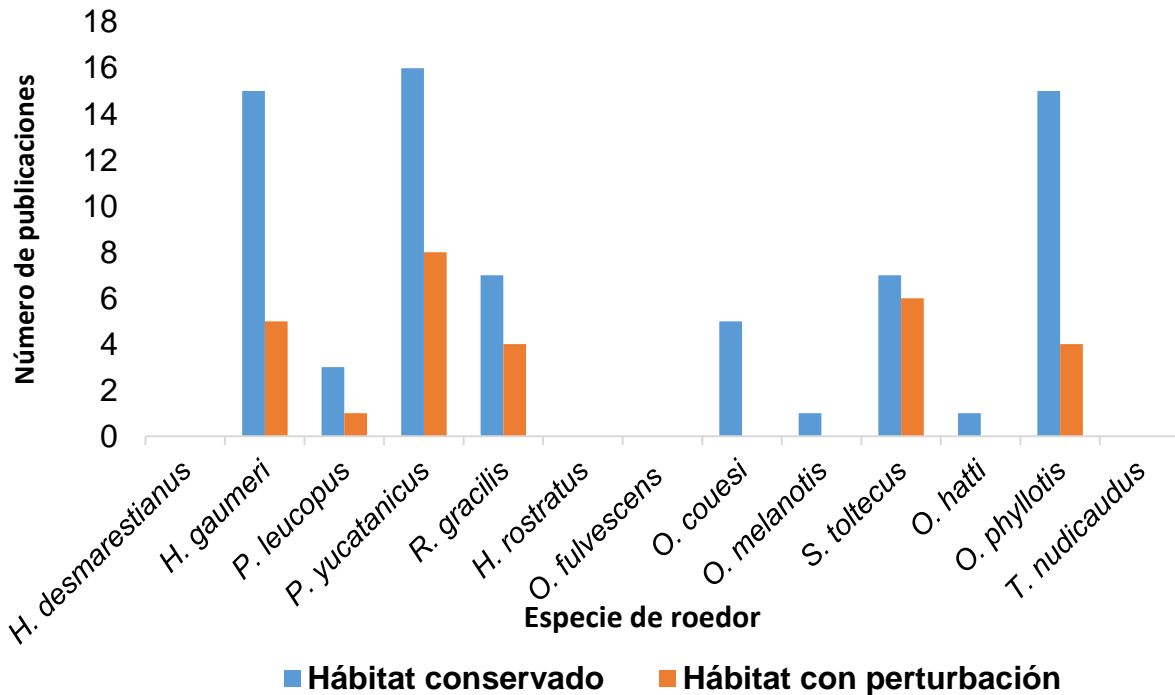 18
16
14
12
10
8
6
4
2
0
Número de publicaciones
H. desmarestianus
H. gaumeri
P. leucopus
P. yucatanicus
R. gracilis
H. rostratus
O. fulvescens
O. couesi
O. melanotis
S. toltecus
O. hatti
O. phyllotis
T. nudicaudus
Especie de roedor
Hábitat conservado
Hábitat con perturbación